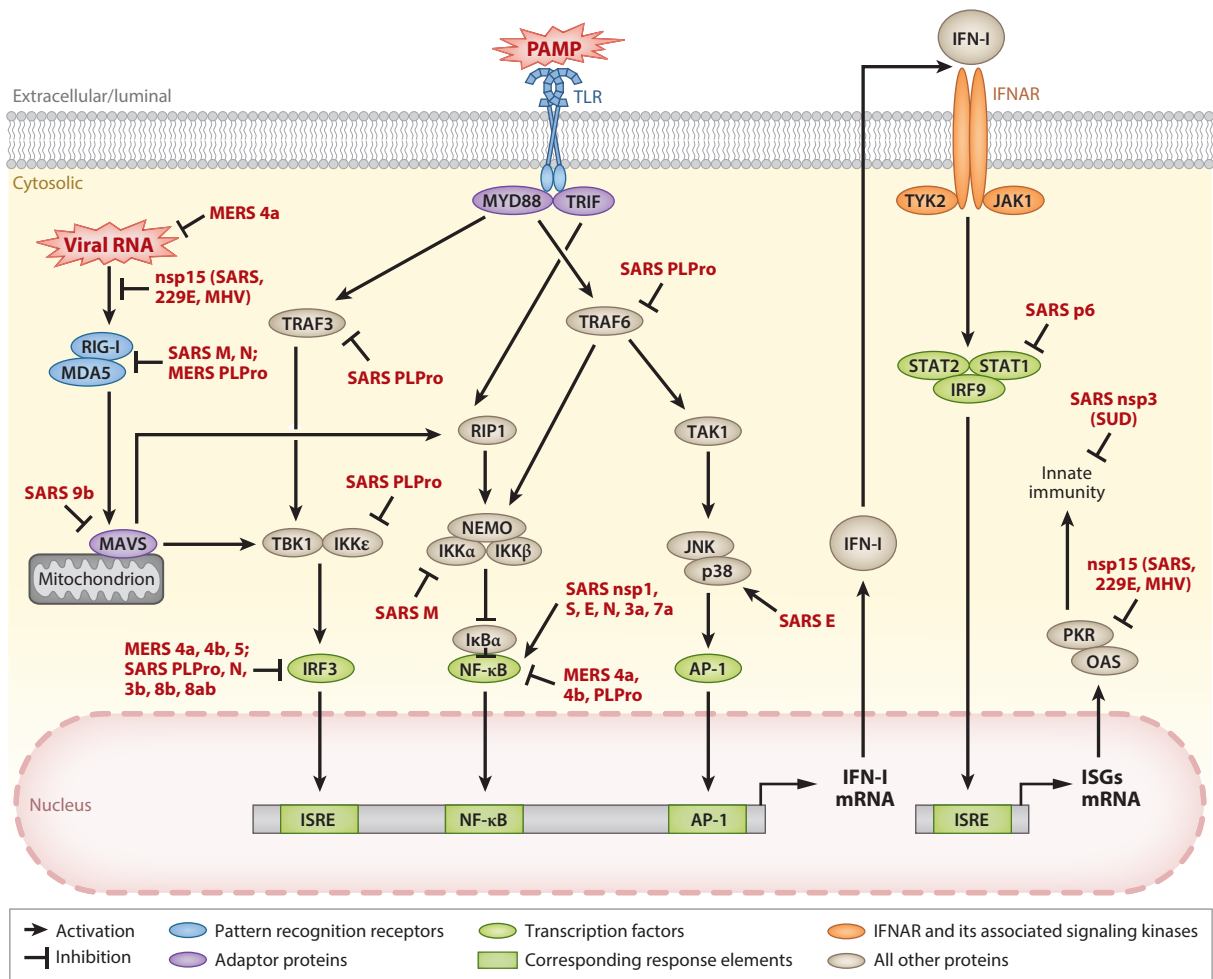 PAMP
IFN-I
Extracellular/luminal
TLR
IFNAR
Cytosolic
MYD88
TRIF
TYK2
JAK1
MERS 4a
Viral RNA
nsp15 (SARS,
229E, MHV)
SARS PLPro
TRAF3
TRAF6
SARS p6
RIG-I
MDA5
SARS M, N;
MERS PLPro
SARS PLPro
STAT2
STAT1
IRF9
SARS nsp3
(SUD)
RIP1
TAK1
Innate
immunity
SARS 9b
SARS PLPro
MAVS
Mitochondrion
TBK1
IKKε
NEMO
IKKα
IKKβ
JNK
p38
IFN-I
SARS M
SARS nsp1,
S, E, N, 3a, 7a
SARS E
nsp15 (SARS,
229E, MHV)
PKR
OAS
MERS 4a, 4b, 5;
SARS PLPro, N,
3b, 8b, 8ab
IRF3
IκBα
NF-κB
MERS 4a,
4b, PLPro
AP-1
Nucleus
ISRE
NF-κB
AP-1
IFN-I
mRNA
ISRE
ISGs
mRNA
Activation
Pattern recognition receptors
Transcription factors
IFNAR and its associated signaling kinases
Inhibition
Adaptor proteins
Corresponding response elements
All other proteins